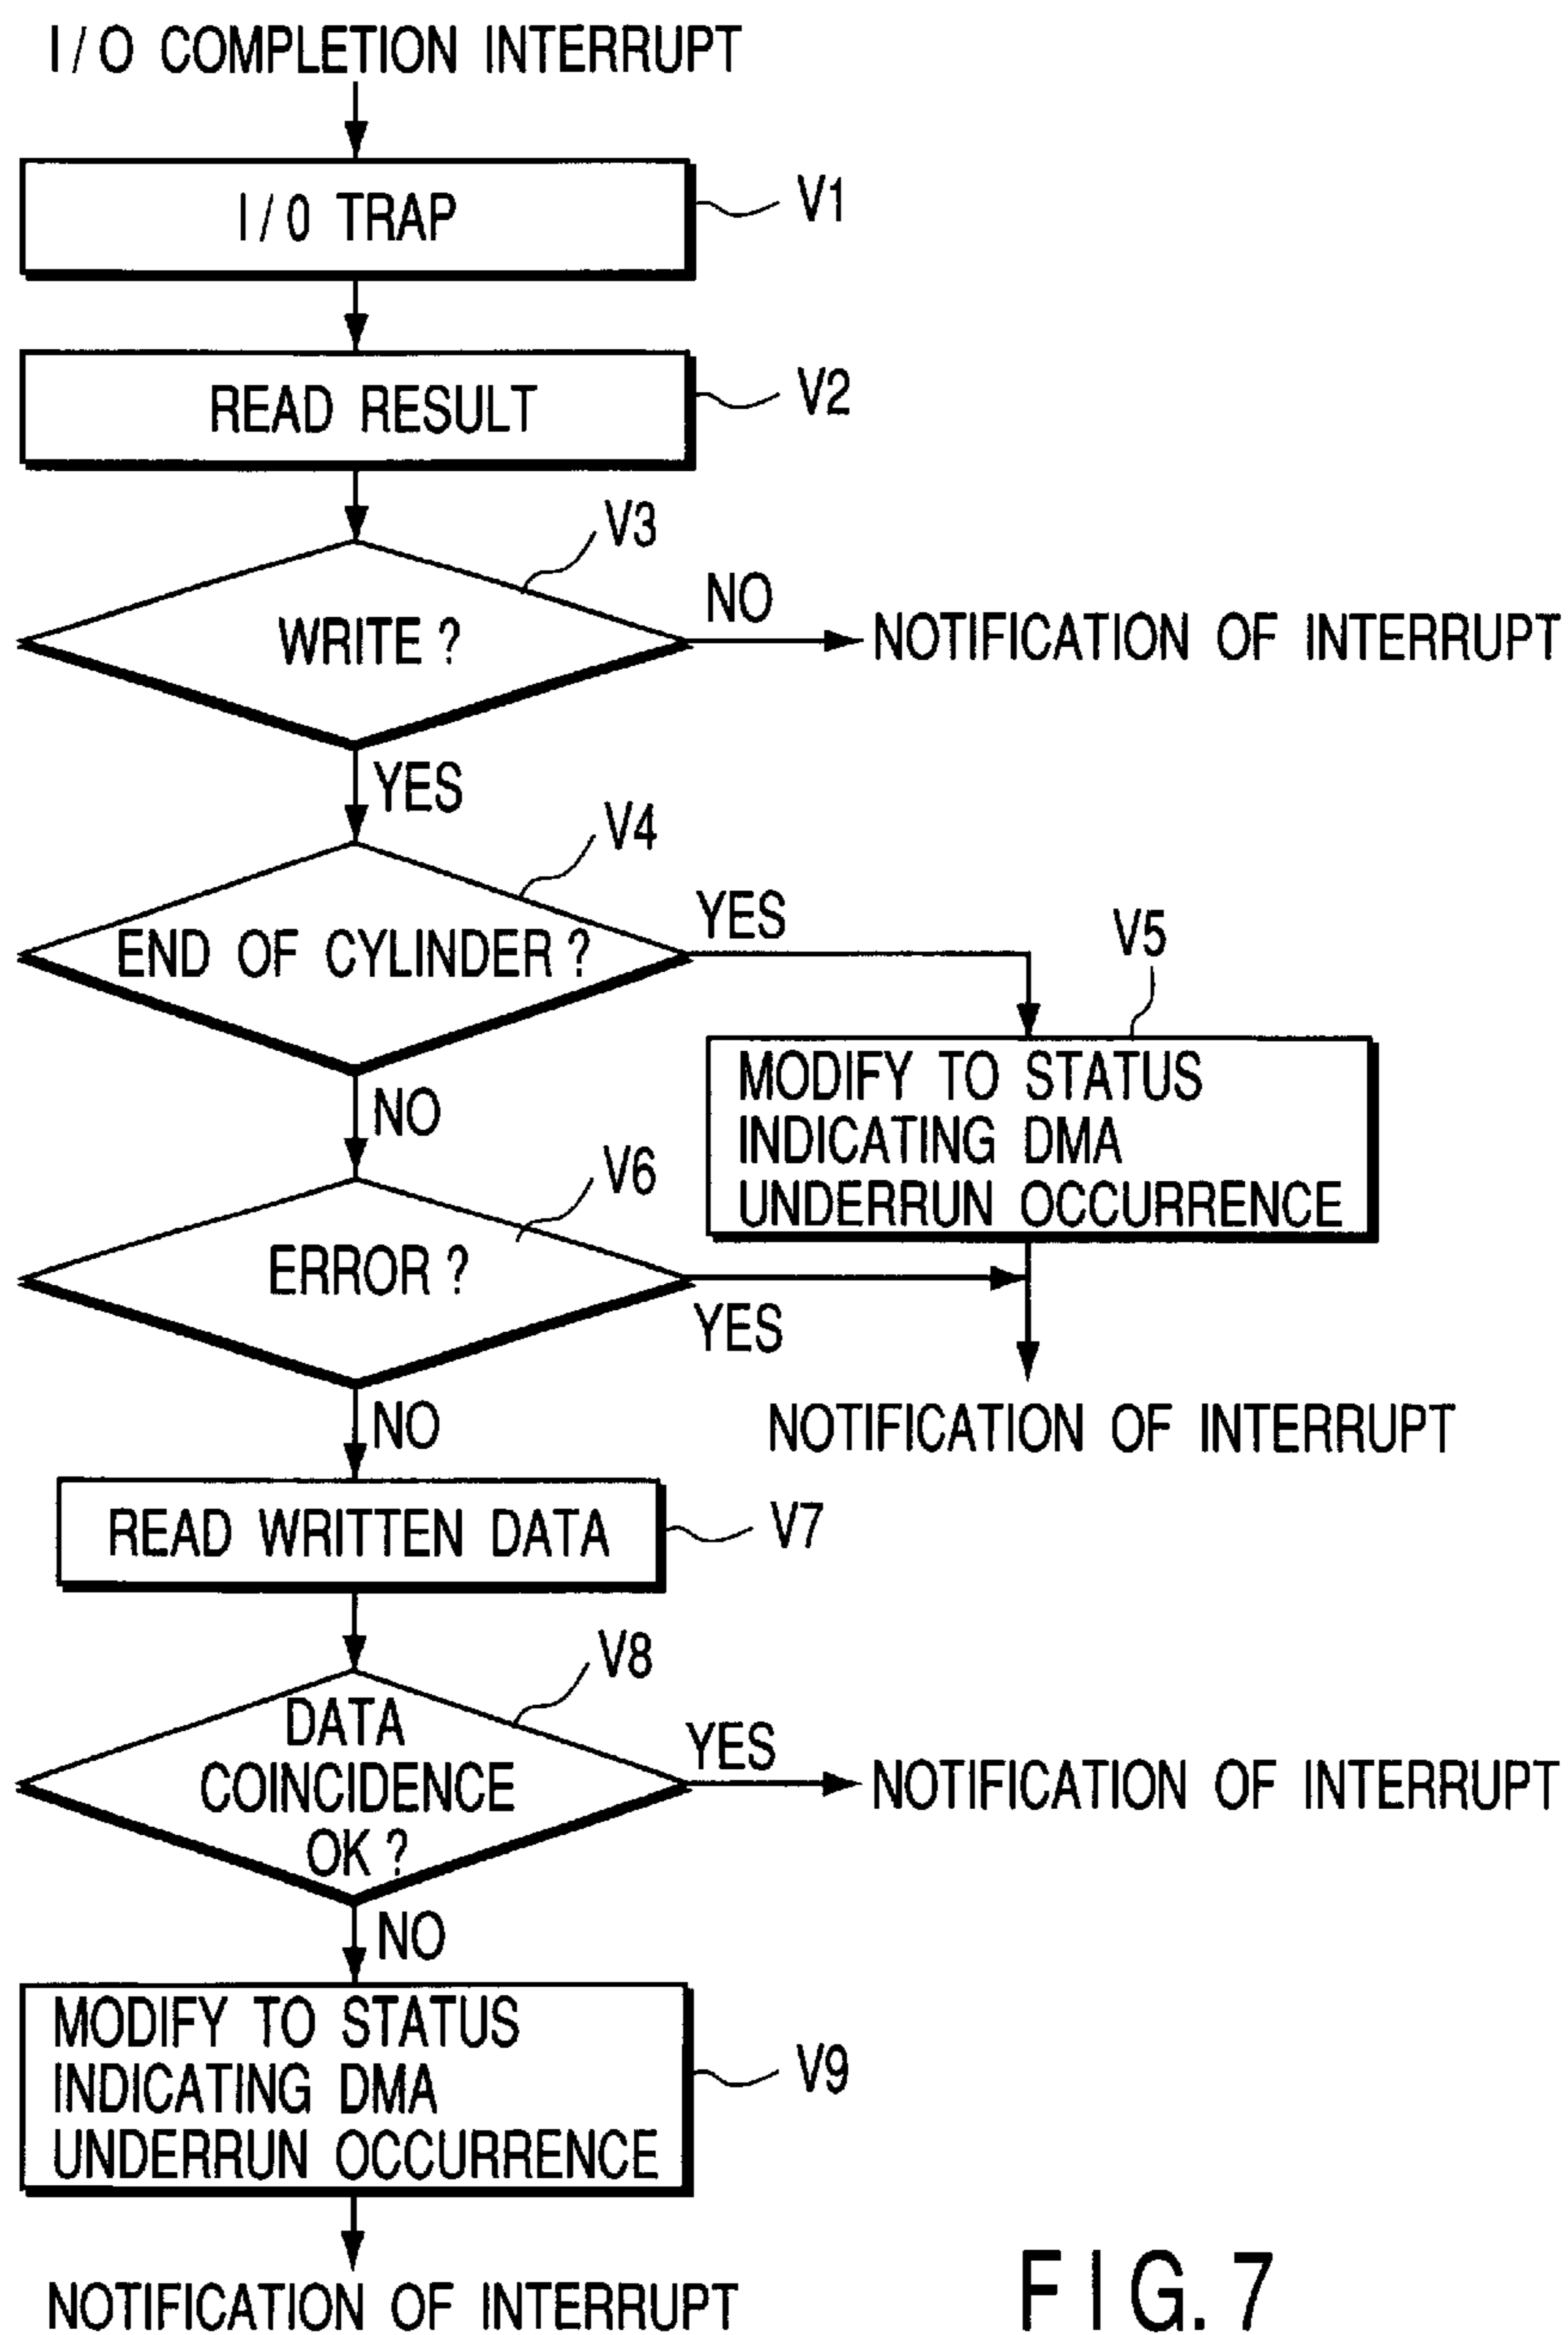 I/O COMPLETION INTERRUPT
I/O TRAP
V1
READ RESULT
V2
V3
WRITE ?
NO
NOTIFICATION OF INTERRUPT
YES
V4
END OF CYLINDER ?
YES
V5
MODIFY TO STATUS
INDICATING DMA
UNDERRUN OCCURRENCE
NO
V6
ERROR ?
YES
NOTIFICATION OF INTERRUPT
NO
READ WRITTEN DATA
V7
V8
DATA
COINCIDENCE
OK ?
YES
NOTIFICATION OF INTERRUPT
NO
MODIFY TO STATUS
INDICATING DMA
UNDERRUN OCCURRENCE
V9
NOTIFICATION OF INTERRUPT
FIG. 7